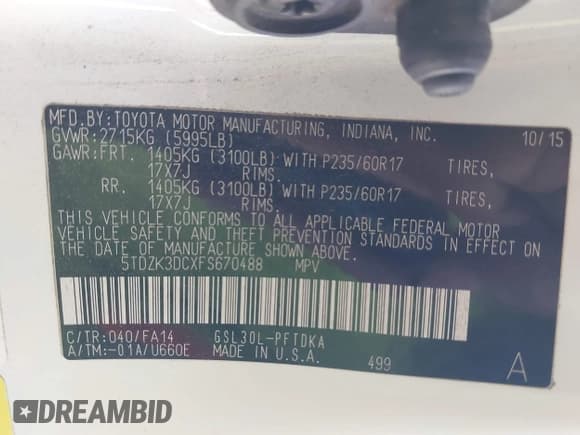 MFD.BY:TOYOTA MOTOR MANUFACTURING, INDIANA, INC. 10/15
GVWR:2715KG (5995LB)
GAWR:FRT. 1405KG (3100LB) WITH P235/60R17 TIRES,
17X7J RIMS.
RR. 1405KG (3100LB) WITH P235/60R17 TIRES,
17X7J RIMS.
THIS VEHICLE CONFORMS TO ALL APPLICABLE FEDERAL MOTOR
VEHICLE SAFETY AND THEFT PREVENTION STANDARDS IN EFFECT ON
THE DATE OF MANUFACTURE SHOWN ABOVE.
5TDZK3DCXFS670488 MPV
C/TR:040/FA14 GSL30L-PFTDKA
A/TM:-01A/U660E MADE IN U.S.A. 499 A
DREAMBID